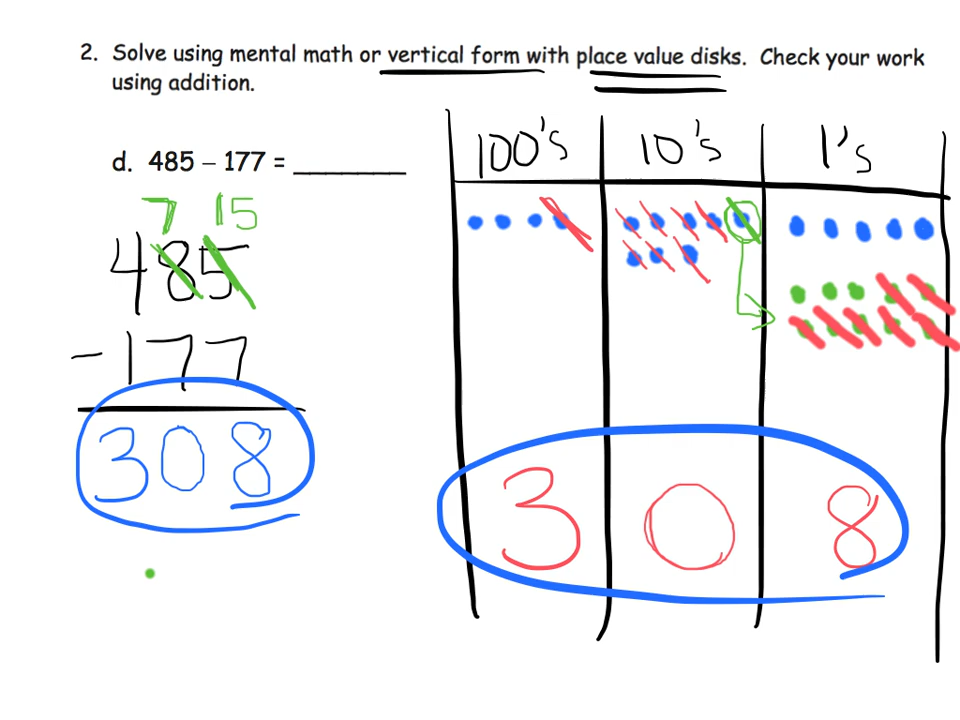 2. Solve using mental math or vertical form with place value disks. Check your work
using addition.
d. 485 – 177 = ________
7 15
485
-177
308
100's 10's 1's
3 0 8